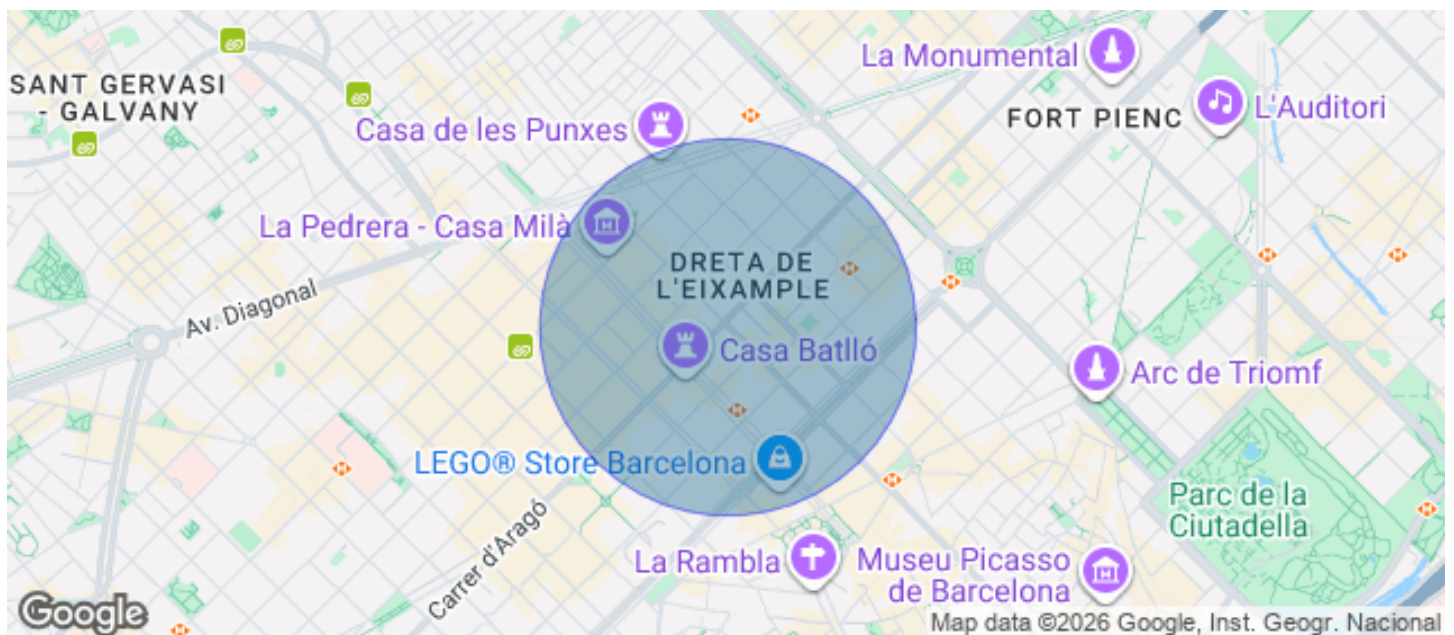 La Monumental
SANT GERVASI
- GALVANY
L'Auditori
FORT PIENC
Casa de les Punxes
La Pedrera - Casa Milà
DRETA DE
L'EIXAMPLE
Av. Diagonal
Casa Batlló
Arc de Triomf
LEGO® Store Barcelona
Parc de la
Ciutadella
Carrer d'Aragó
La Rambla
Museu Picasso
de Barcelona
Google
Map data ©2026 Google, Inst. Geogr. Nacional